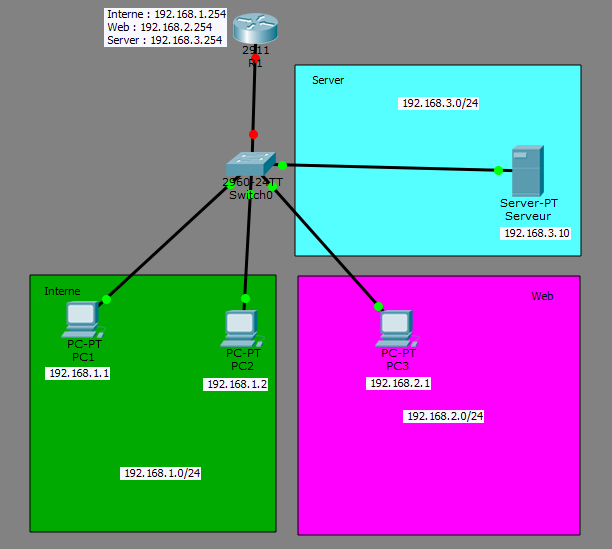 Interne : 192.168.1.254
Web : 192.168.2.254
Server : 192.168.3.254
2911
R1
Server
192.168.3.0/24
2960-24TT
Switch0
Server-PT
Serveur
192.168.3.10
Interne
PC-PT
PC1
192.168.1.1
PC-PT
PC2
192.168.1.2
192.168.1.0/24
Web
PC-PT
PC3
192.168.2.1
192.168.2.0/24